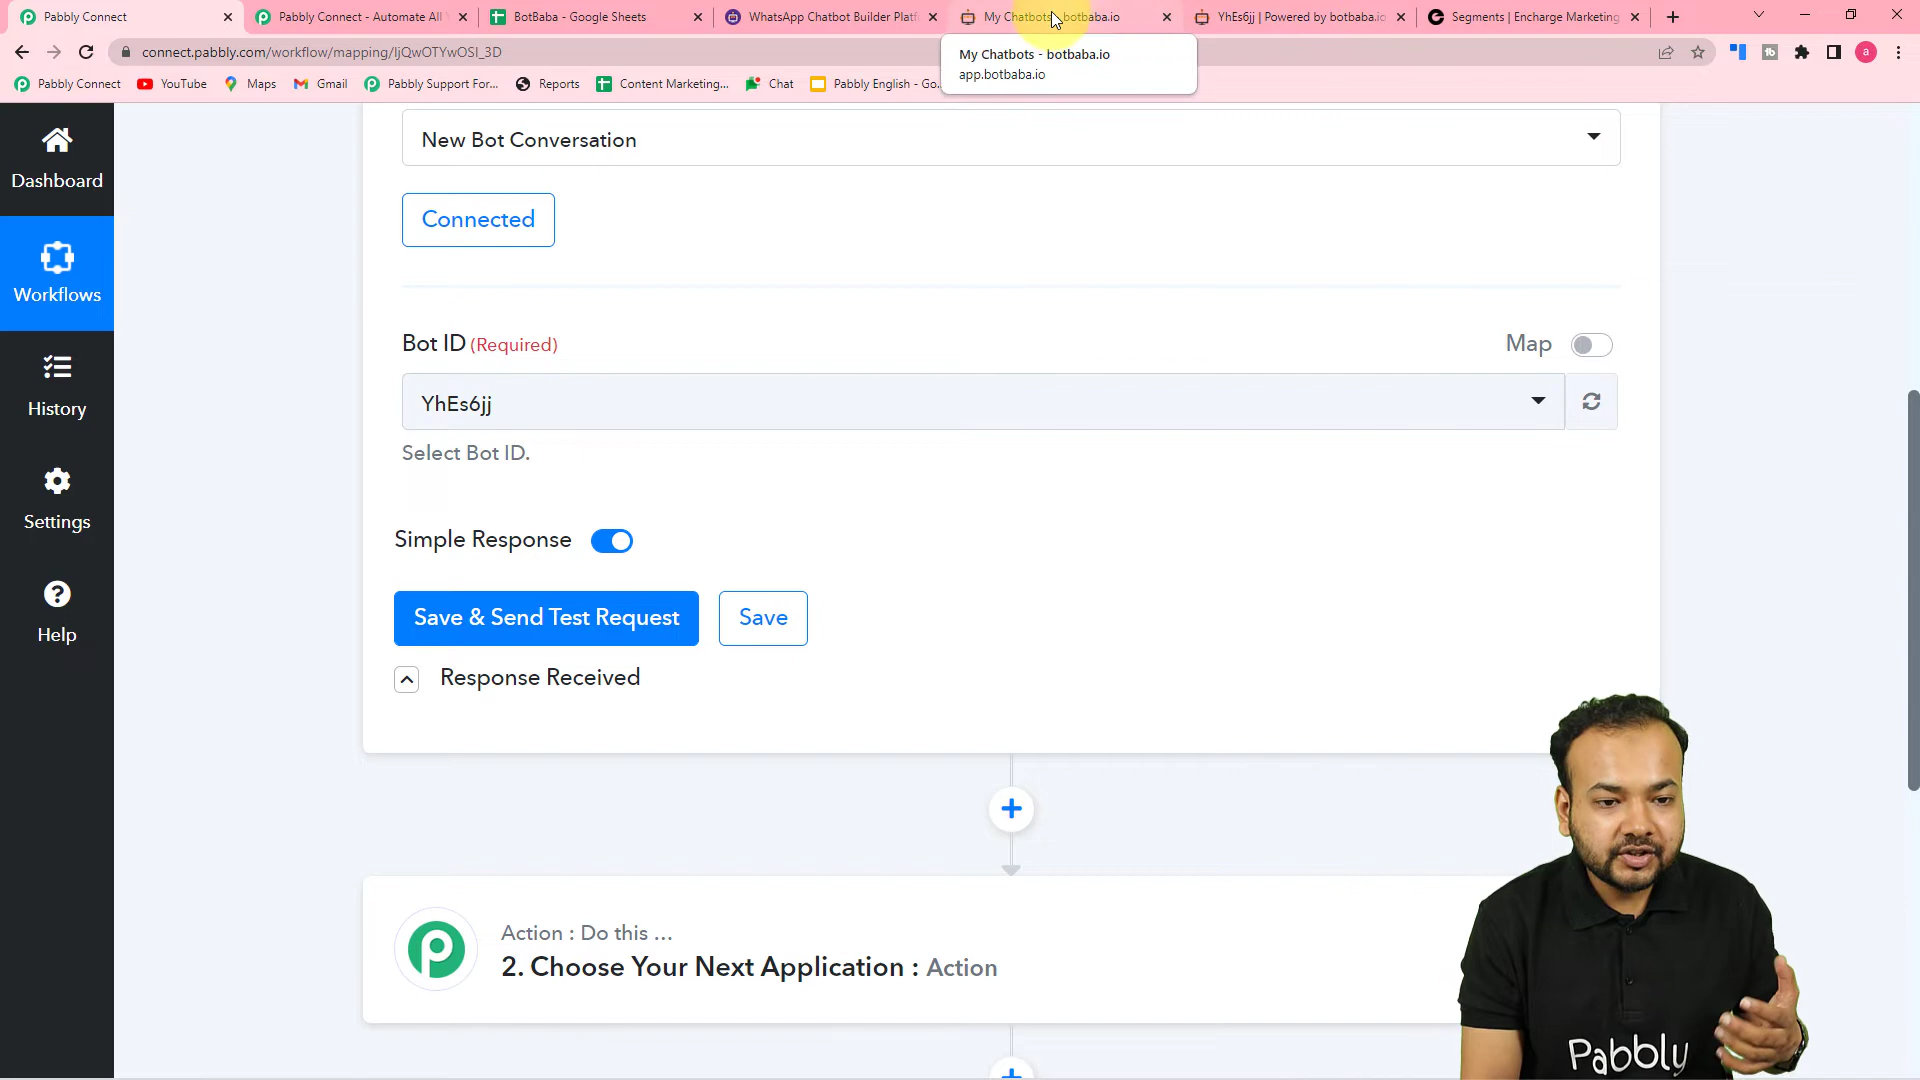 Pabbly Connect
Pabbly Connect - Automate All
BotBaba - Google Sheets
WhatsApp Chatbot Builder Platf
My Chatbots - botbaba.io
YhEs6jj | Powered by botbaba.io
Segments | Encharge Marketing
connect.pabbly.com/workflow/mapping/IjQwOTYwOSI_3D
My Chatbots - botbaba.io
app.botbaba.io
Pabbly Connect
YouTube
Maps
Gmail
Pabbly Support For...
Reports
Content Marketing...
Chat
Pabbly English - Go...
a
Dashboard
Workflows
History
Settings
Help
New Bot Conversation
Connected
Bot ID (Required)
Map
YhEs6jj
Select Bot ID.
Simple Response
Save & Send Test Request
Save
Response Received
Action : Do this ...
2. Choose Your Next Application : Action
Pabbly